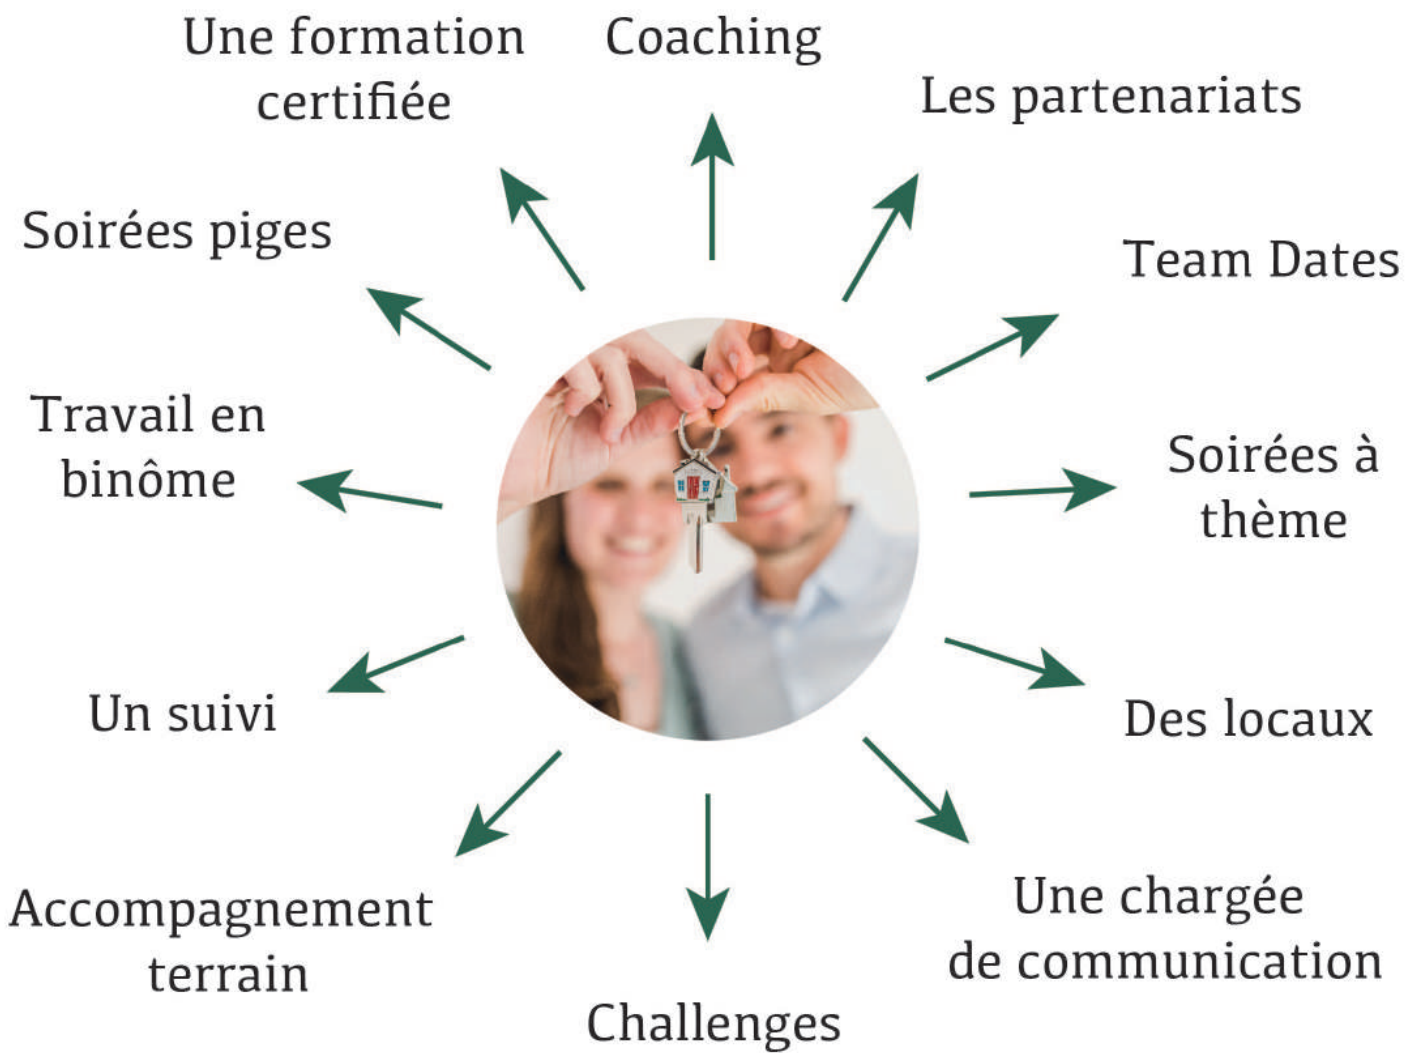 Une formation
certifiée
Coaching
Les partenariats
Soirées piges
Team Dates
Travail en
binôme
Soirées à
thème
Un suivi
Des locaux
Accompagnement
terrain
Une chargée
de communication
Challenges